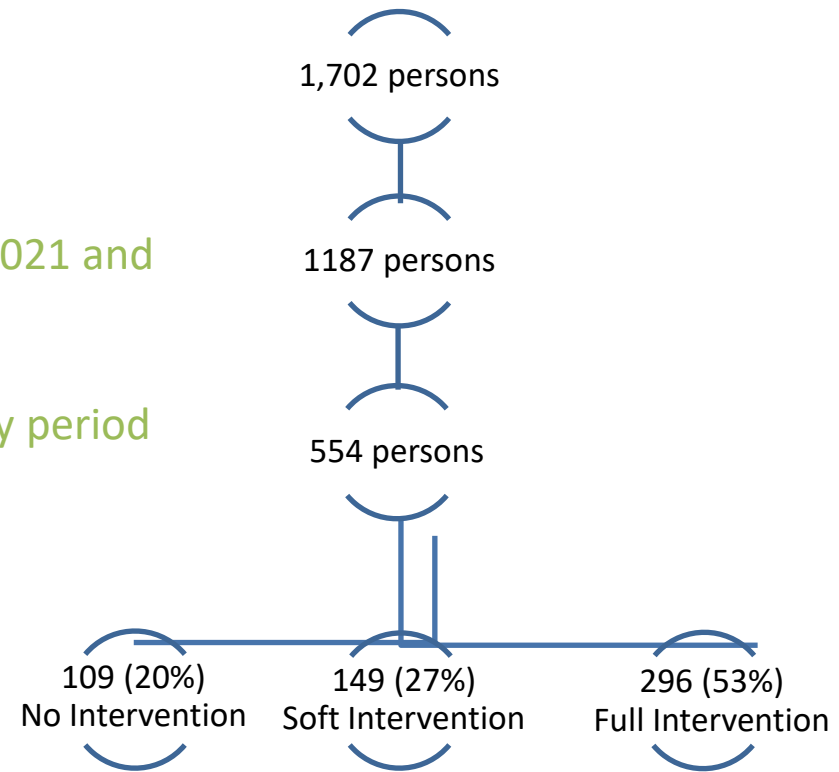 1,702 persons
021 and
1187 persons
y period
554 persons
109 (20%)
No Intervention
149 (27%)
Soft Intervention
296 (53%)
Full Intervention